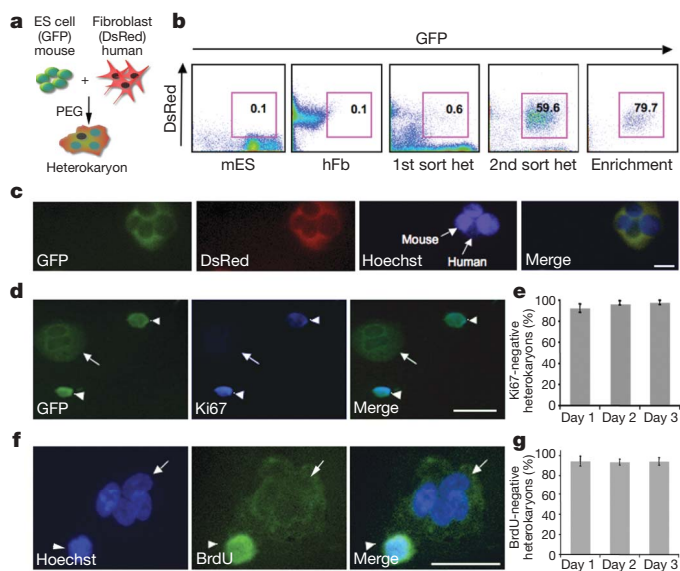 a
ES cell
(GFP)
mouse
+
Fibroblast
(DsRed)
human
PEG
Heterokaryon
b
GFP
DsRed
0.1
0.1
0.6
59.6
79.7
mES
hFb
1st sort het
2nd sort het
Enrichment
c
GFP
DsRed
Mouse
Human
Hoechst
Merge
d
GFP
Ki67
Merge
e
Ki67-negative
heterokaryons (%)
100
80
60
40
20
0
Day 1
Day 2
Day 3
f
Hoechst
BrdU
Merge
g
BrdU-negative
heterokaryons (%)
100
80
60
40
20
0
Day 1
Day 2
Day 3